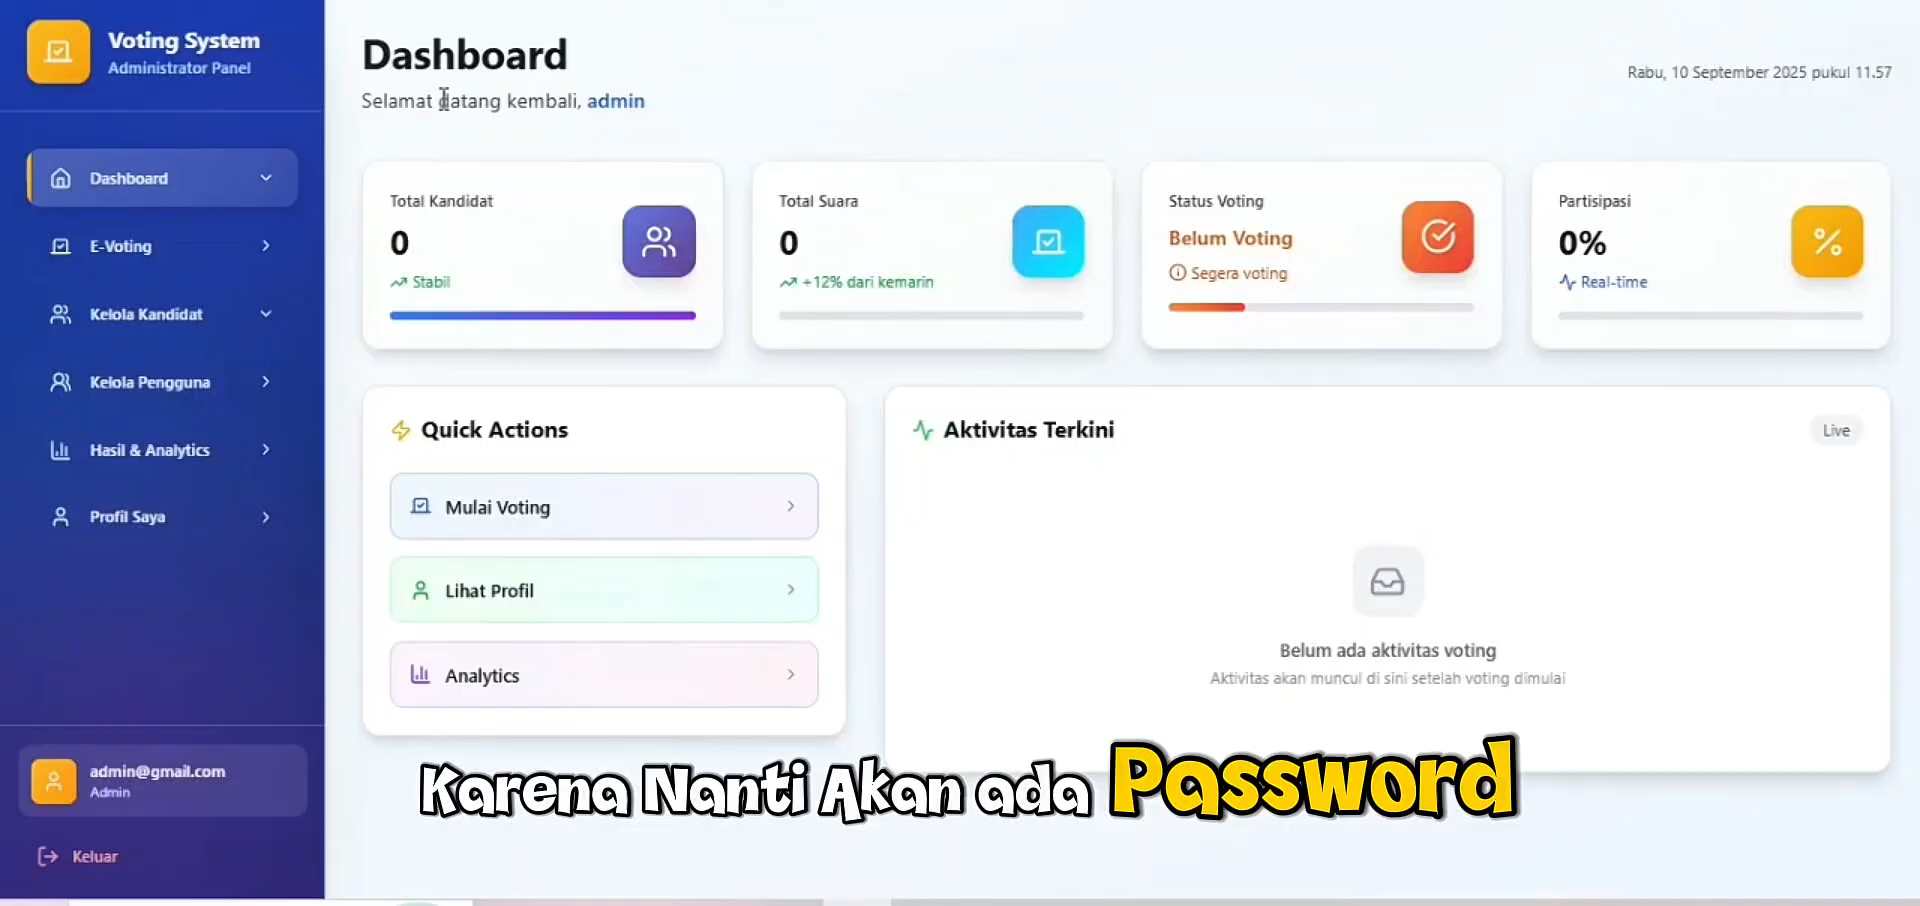 Voting System
Administrator Panel
Dashboard
E-Voting
Kelola Kandidat
Kelola Pengguna
Hasil & Analytics
Profil Saya
admin@gmail.com
Admin
Keluar
Dashboard
Selamat datang kembali, admin
Rabu, 10 September 2025 pukul 11.57
Total Kandidat
0
Stabil
Total Suara
0
+12% dari kemarin
Status Voting
Belum Voting
Segera voting
Partisipasi
0%
Real-time
Quick Actions
Mulai Voting
Lihat Profil
Analytics
Aktivitas Terkini
Live
Belum ada aktivitas voting
Aktivitas akan muncul di sini setelah voting dimulai
Karena Nanti Akan ada Password